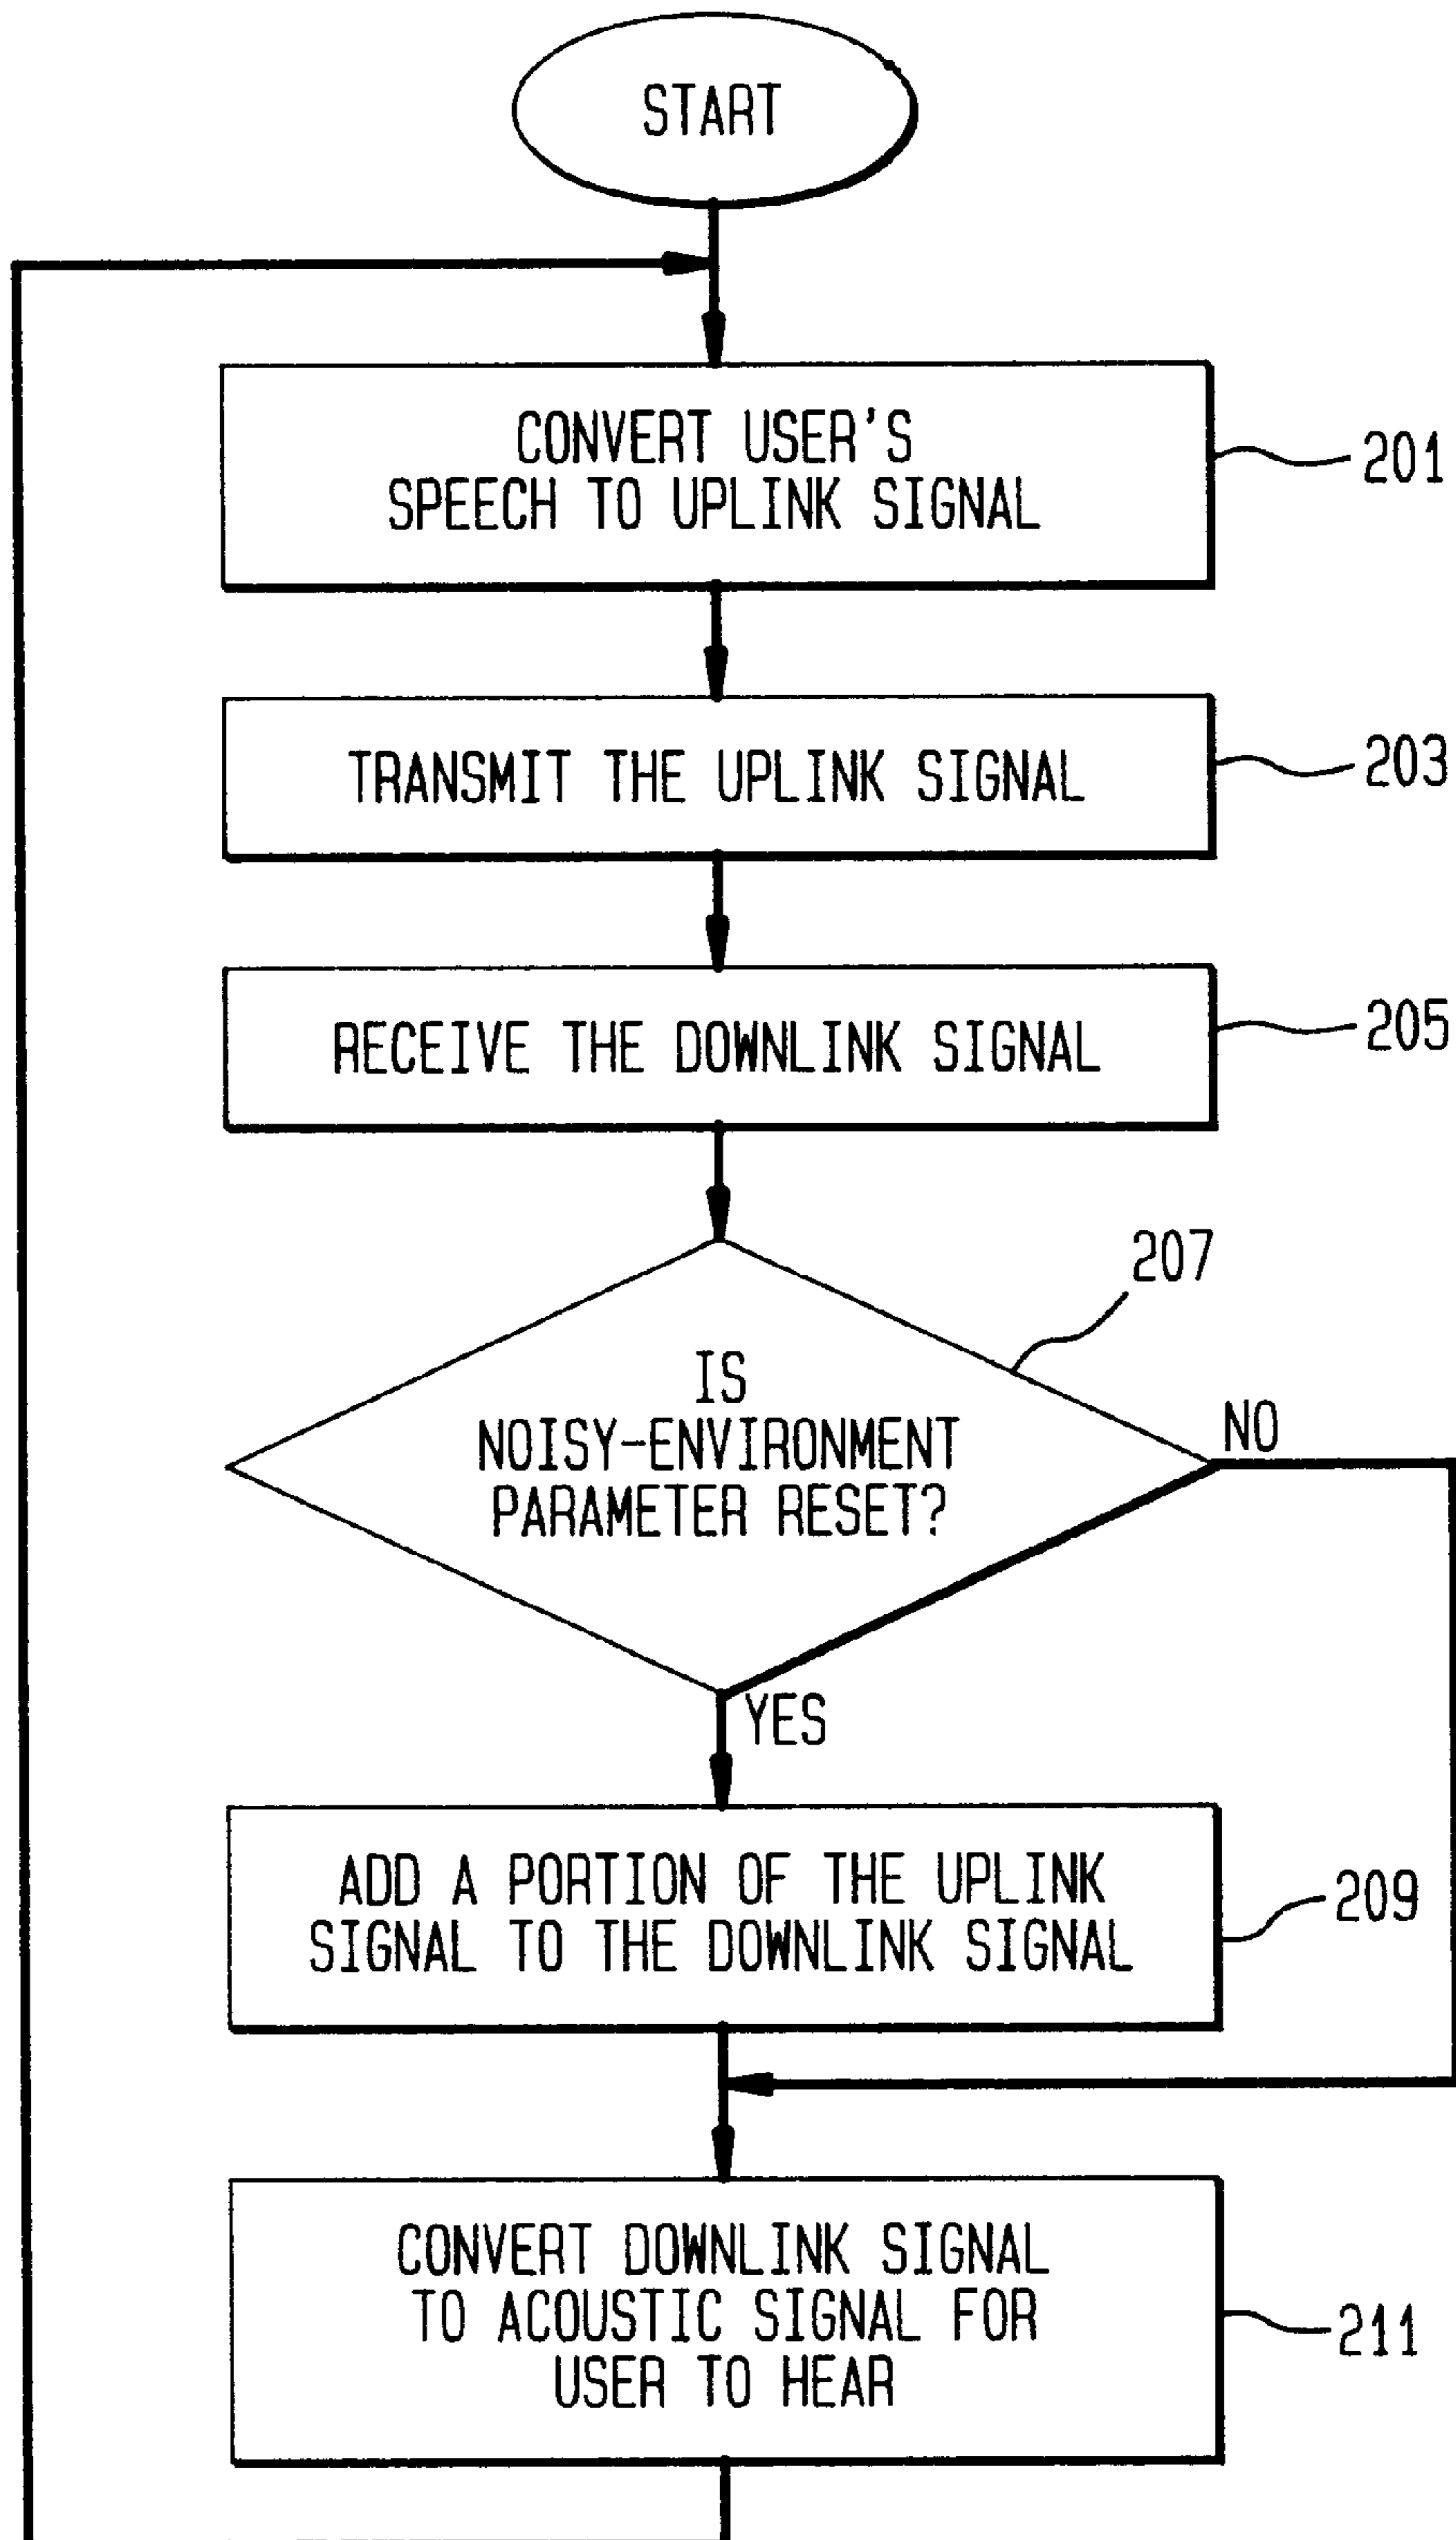 START
CONVERT USER'S
SPEECH TO UPLINK SIGNAL
201
TRANSMIT THE UPLINK SIGNAL
203
RECEIVE THE DOWNLINK SIGNAL
205
207
IS
NOISY-ENVIRONMENT
PARAMETER RESET?
NO
YES
ADD A PORTION OF THE UPLINK
SIGNAL TO THE DOWNLINK SIGNAL
209
CONVERT DOWNLINK SIGNAL
TO ACOUSTIC SIGNAL FOR
USER TO HEAR
211